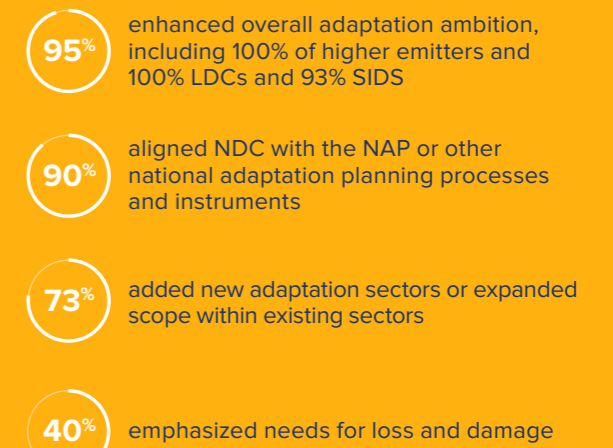 95%
enhanced overall adaptation ambition,
including 100% of higher emitters and
100% LDCs and 93% SIDS
90%
aligned NDC with the NAP or other
national adaptation planning processes
and instruments
73%
added new adaptation sectors or expanded
scope within existing sectors
40%
emphasized needs for loss and damage